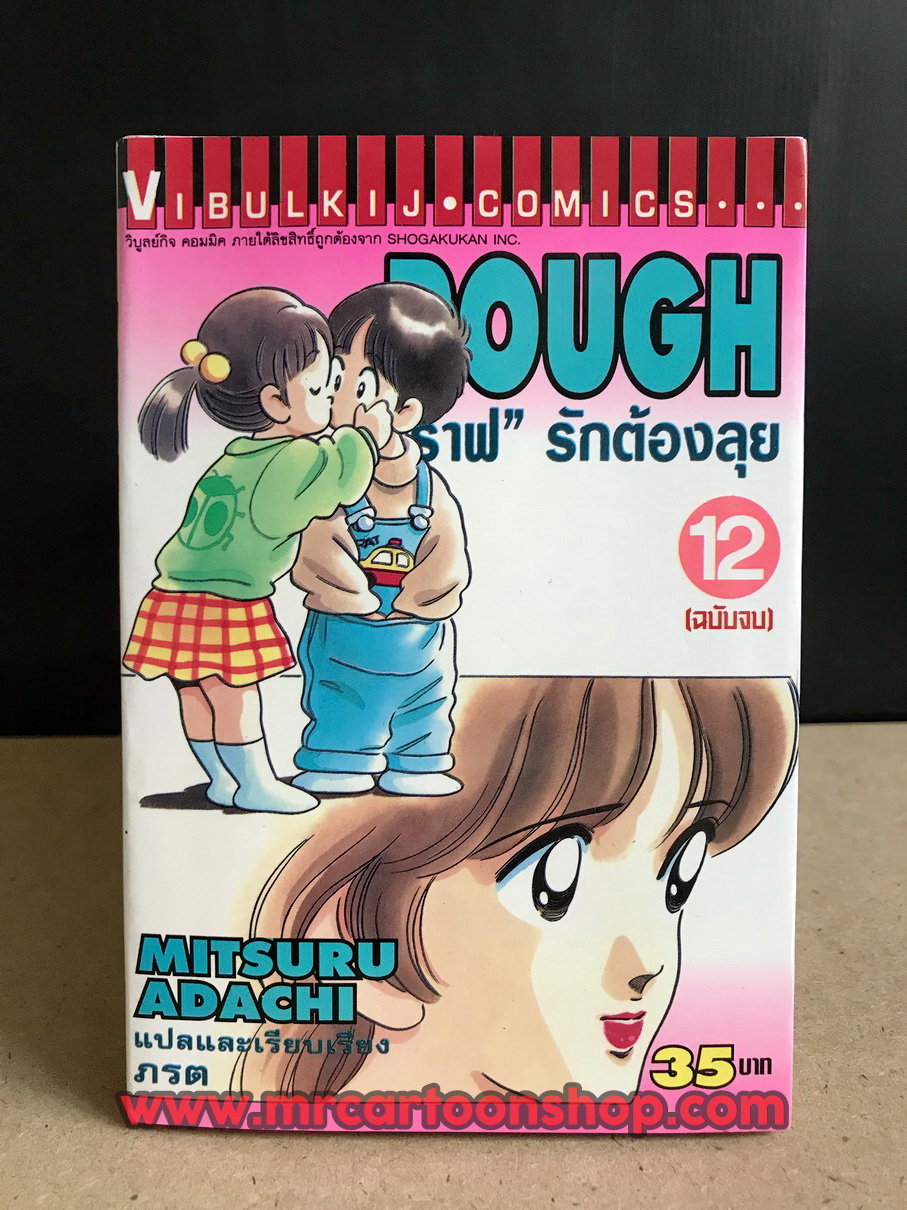 VIBULKIJ•COMICS...
วิบูลย์กิจ คอมมิค ภายใต้ลิขสิทธิ์ถูกต้องจาก SHOGAKUKAN INC.
ROUGH
ราฟ” รักต้องลุย
12
(ฉบับจบ)
PAT
MITSURU
ADACHI
แปลและเรียบเรียง
ภรต
35 บาท
www.mrcartoonshop.com